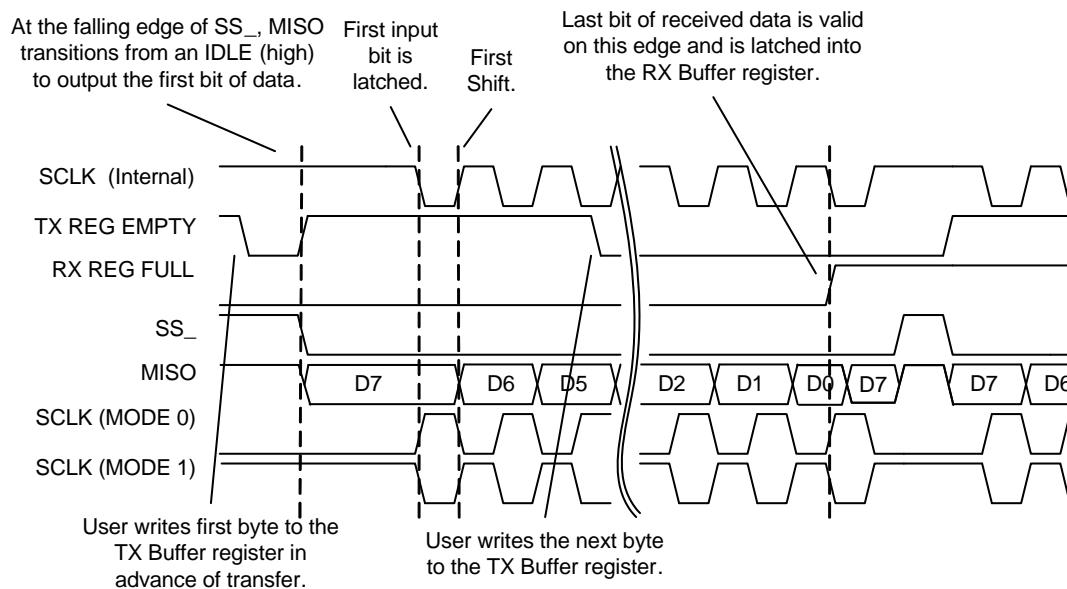 At the falling edge of SS_, MISO
transitions from an IDLE (high)
to output the first bit of data.
First input
bit is
latched.
First
Shift.
Last bit of received data is valid
on this edge and is latched into
the RX Buffer register.
SCLK (Internal)
TX REG EMPTY
RX REG FULL
SS_
MISO
D7 D6 D5 D2 D1 D0 D7 D7 D6
SCLK (MODE 0)
SCLK (MODE 1)
User writes first byte to the
TX Buffer register in
advance of transfer.
User writes the next byte
to the TX Buffer register.